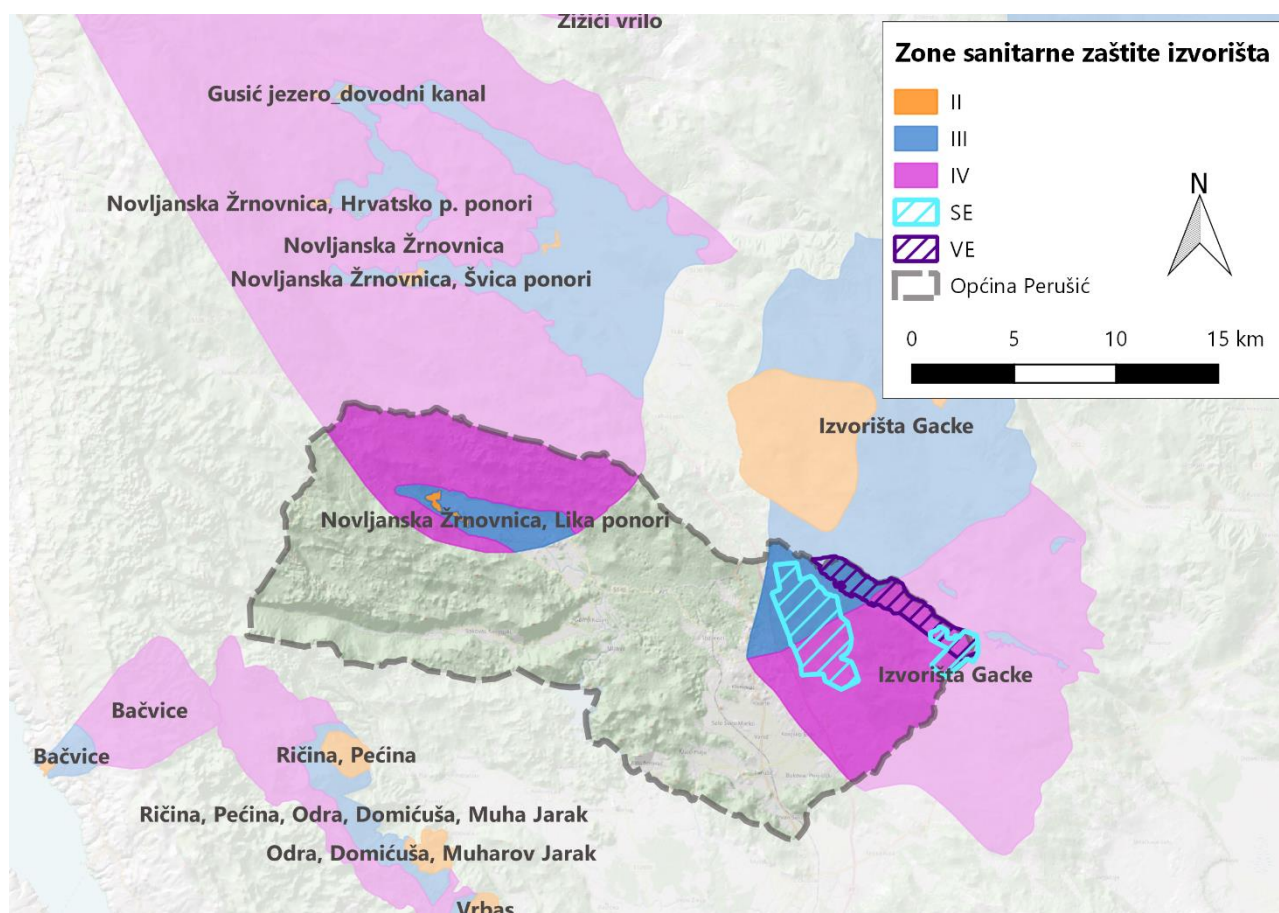 Žižići vrilo
Zone sanitarne zaštite izvorišta
II
III
IV
SE
VE
Općina Perušić
N
0 5 10 15 km
Gusić jezero_dovodni kanal
Novljanska Žrnovnica, Hrvatsko p. ponori
Novljanska Žrnovnica
Novljanska Žrnovnica, Švica ponori
Izvorišta Gacke
Novljanska Žrnovnica, Lika ponori
Izvorišta Gacke
Bačvice
Bačvice
Ričina, Pećina
Ričina, Pećina, Odra, Domićuša, Muha Jarak
Odra, Domićuša, Muharov Jarak
Vrbas